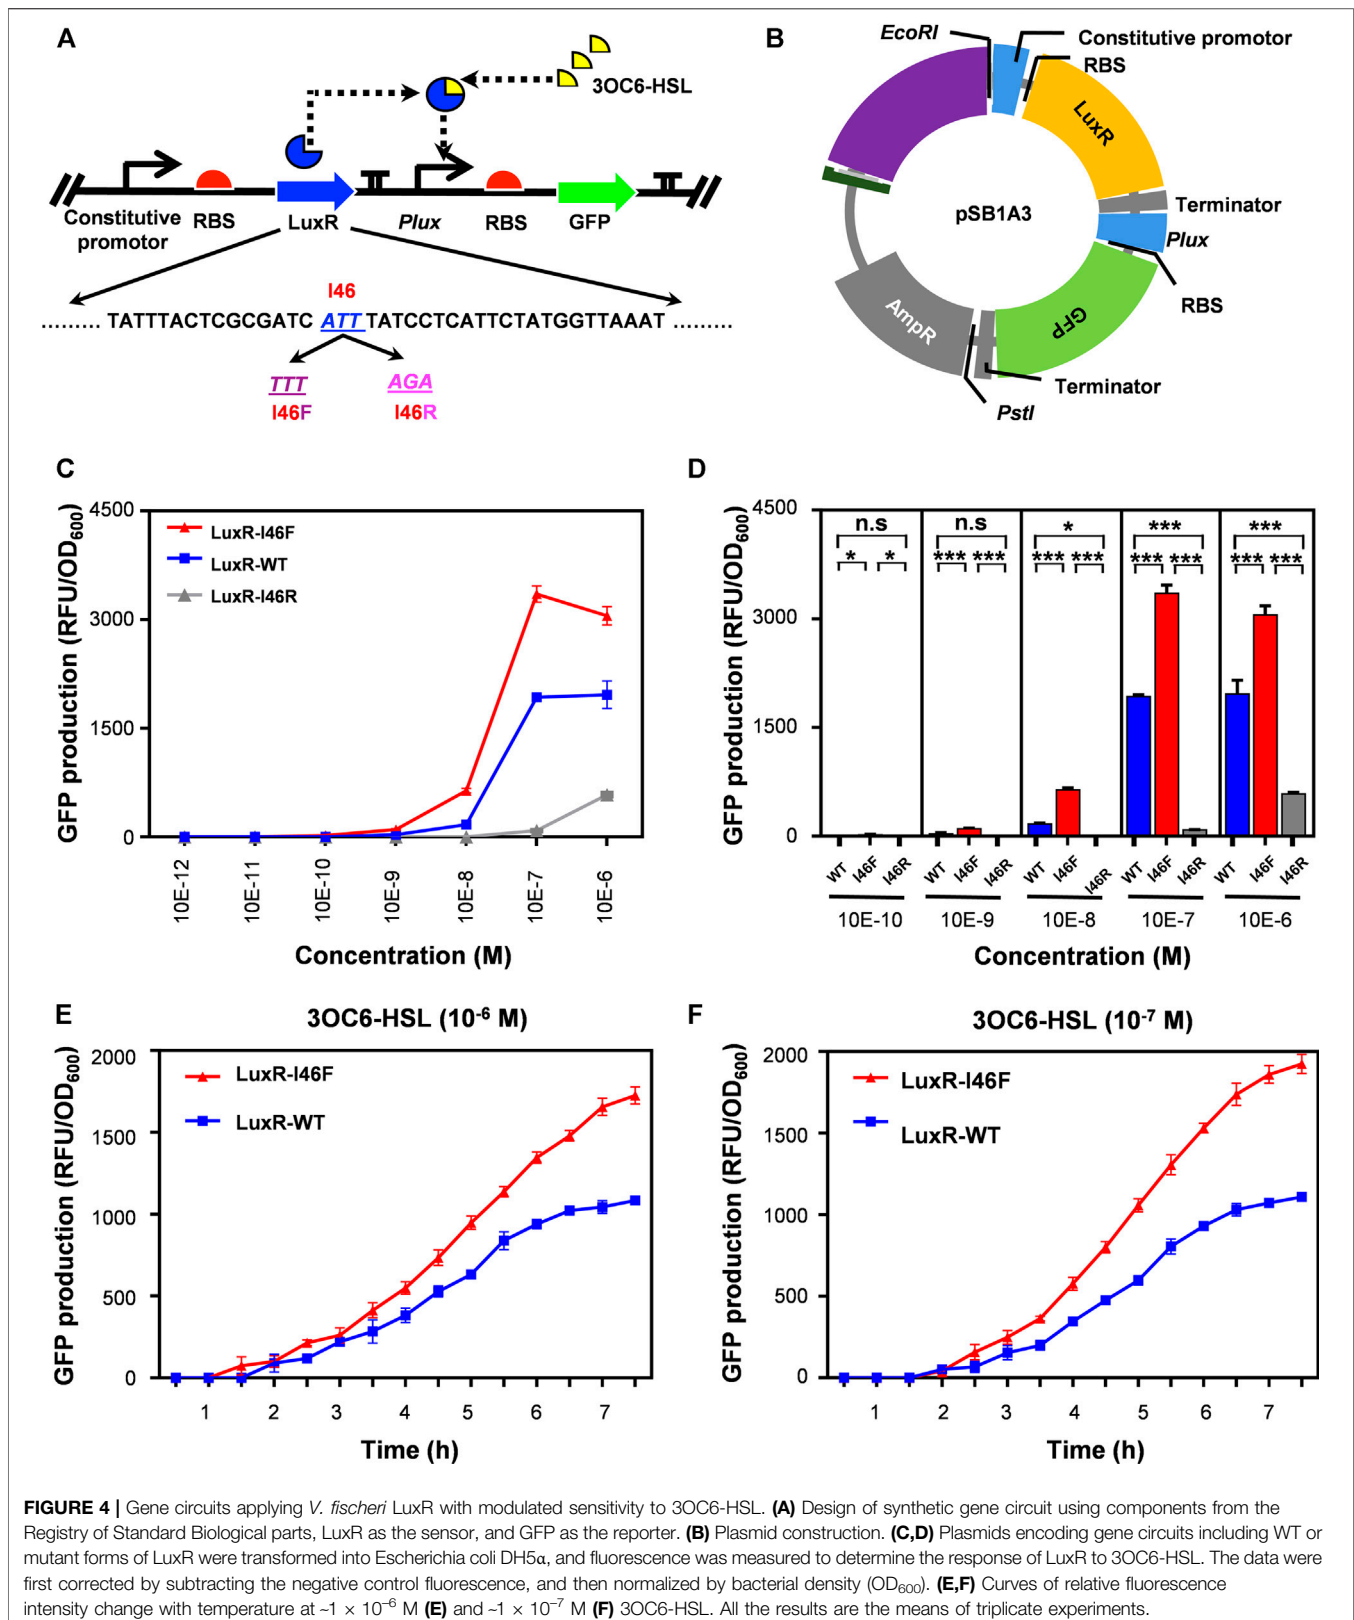 A
3OC6-HSL
Constitutive promotor
RBS
LuxR
Plux
RBS
GFP
I46
......... TATTTACTCGCGATC ATT TATCCTCATTCTATGGTTAAAT .........
TTT
AGA
I46F
I46R
B
EcoRI
Constitutive promotor
RBS
LuxR
Terminator
Plux
RBS
GFP
Terminator
PstI
AmpR
pSB1A3
C
GFP production (RFU/OD600)
4500
3000
1500
0
LuxR-I46F
LuxR-WT
LuxR-I46R
10E-12
10E-11
10E-10
10E-9
10E-8
10E-7
10E-6
Concentration (M)
D
GFP production (RFU/OD600)
4500
3000
1500
0
n.s n.s * *** ***
* * *** *** *** *** *** *** *** ***
WT I46F I46R WT I46F I46R WT I46F I46R WT I46F I46R WT I46F I46R
10E-10 10E-9 10E-8 10E-7 10E-6
Concentration (M)
E
3OC6-HSL (10-6 M)
GFP production (RFU/OD600)
2000
1500
1000
500
0
LuxR-I46F
LuxR-WT
1 2 3 4 5 6 7
Time (h)
F
3OC6-HSL (10-7 M)
GFP production (RFU/OD600)
2000
1500
1000
500
0
LuxR-I46F
LuxR-WT
1 2 3 4 5 6 7
Time (h)
FIGURE 4 | Gene circuits applying V. fischeri LuxR with modulated sensitivity to 3OC6-HSL. (A) Design of synthetic gene circuit using components from the
Registry of Standard Biological parts, LuxR as the sensor, and GFP as the reporter. (B) Plasmid construction. (C,D) Plasmids encoding gene circuits including WT or
mutant forms of LuxR were transformed into Escherichia coli DH5α, and fluorescence was measured to determine the response of LuxR to 3OC6-HSL. The data were
first corrected by subtracting the negative control fluorescence, and then normalized by bacterial density (OD600). (E,F) Curves of relative fluorescence
intensity change with temperature at ~1 × 10−6 M (E) and ~1 × 10−7 M (F) 3OC6-HSL. All the results are the means of triplicate experiments.